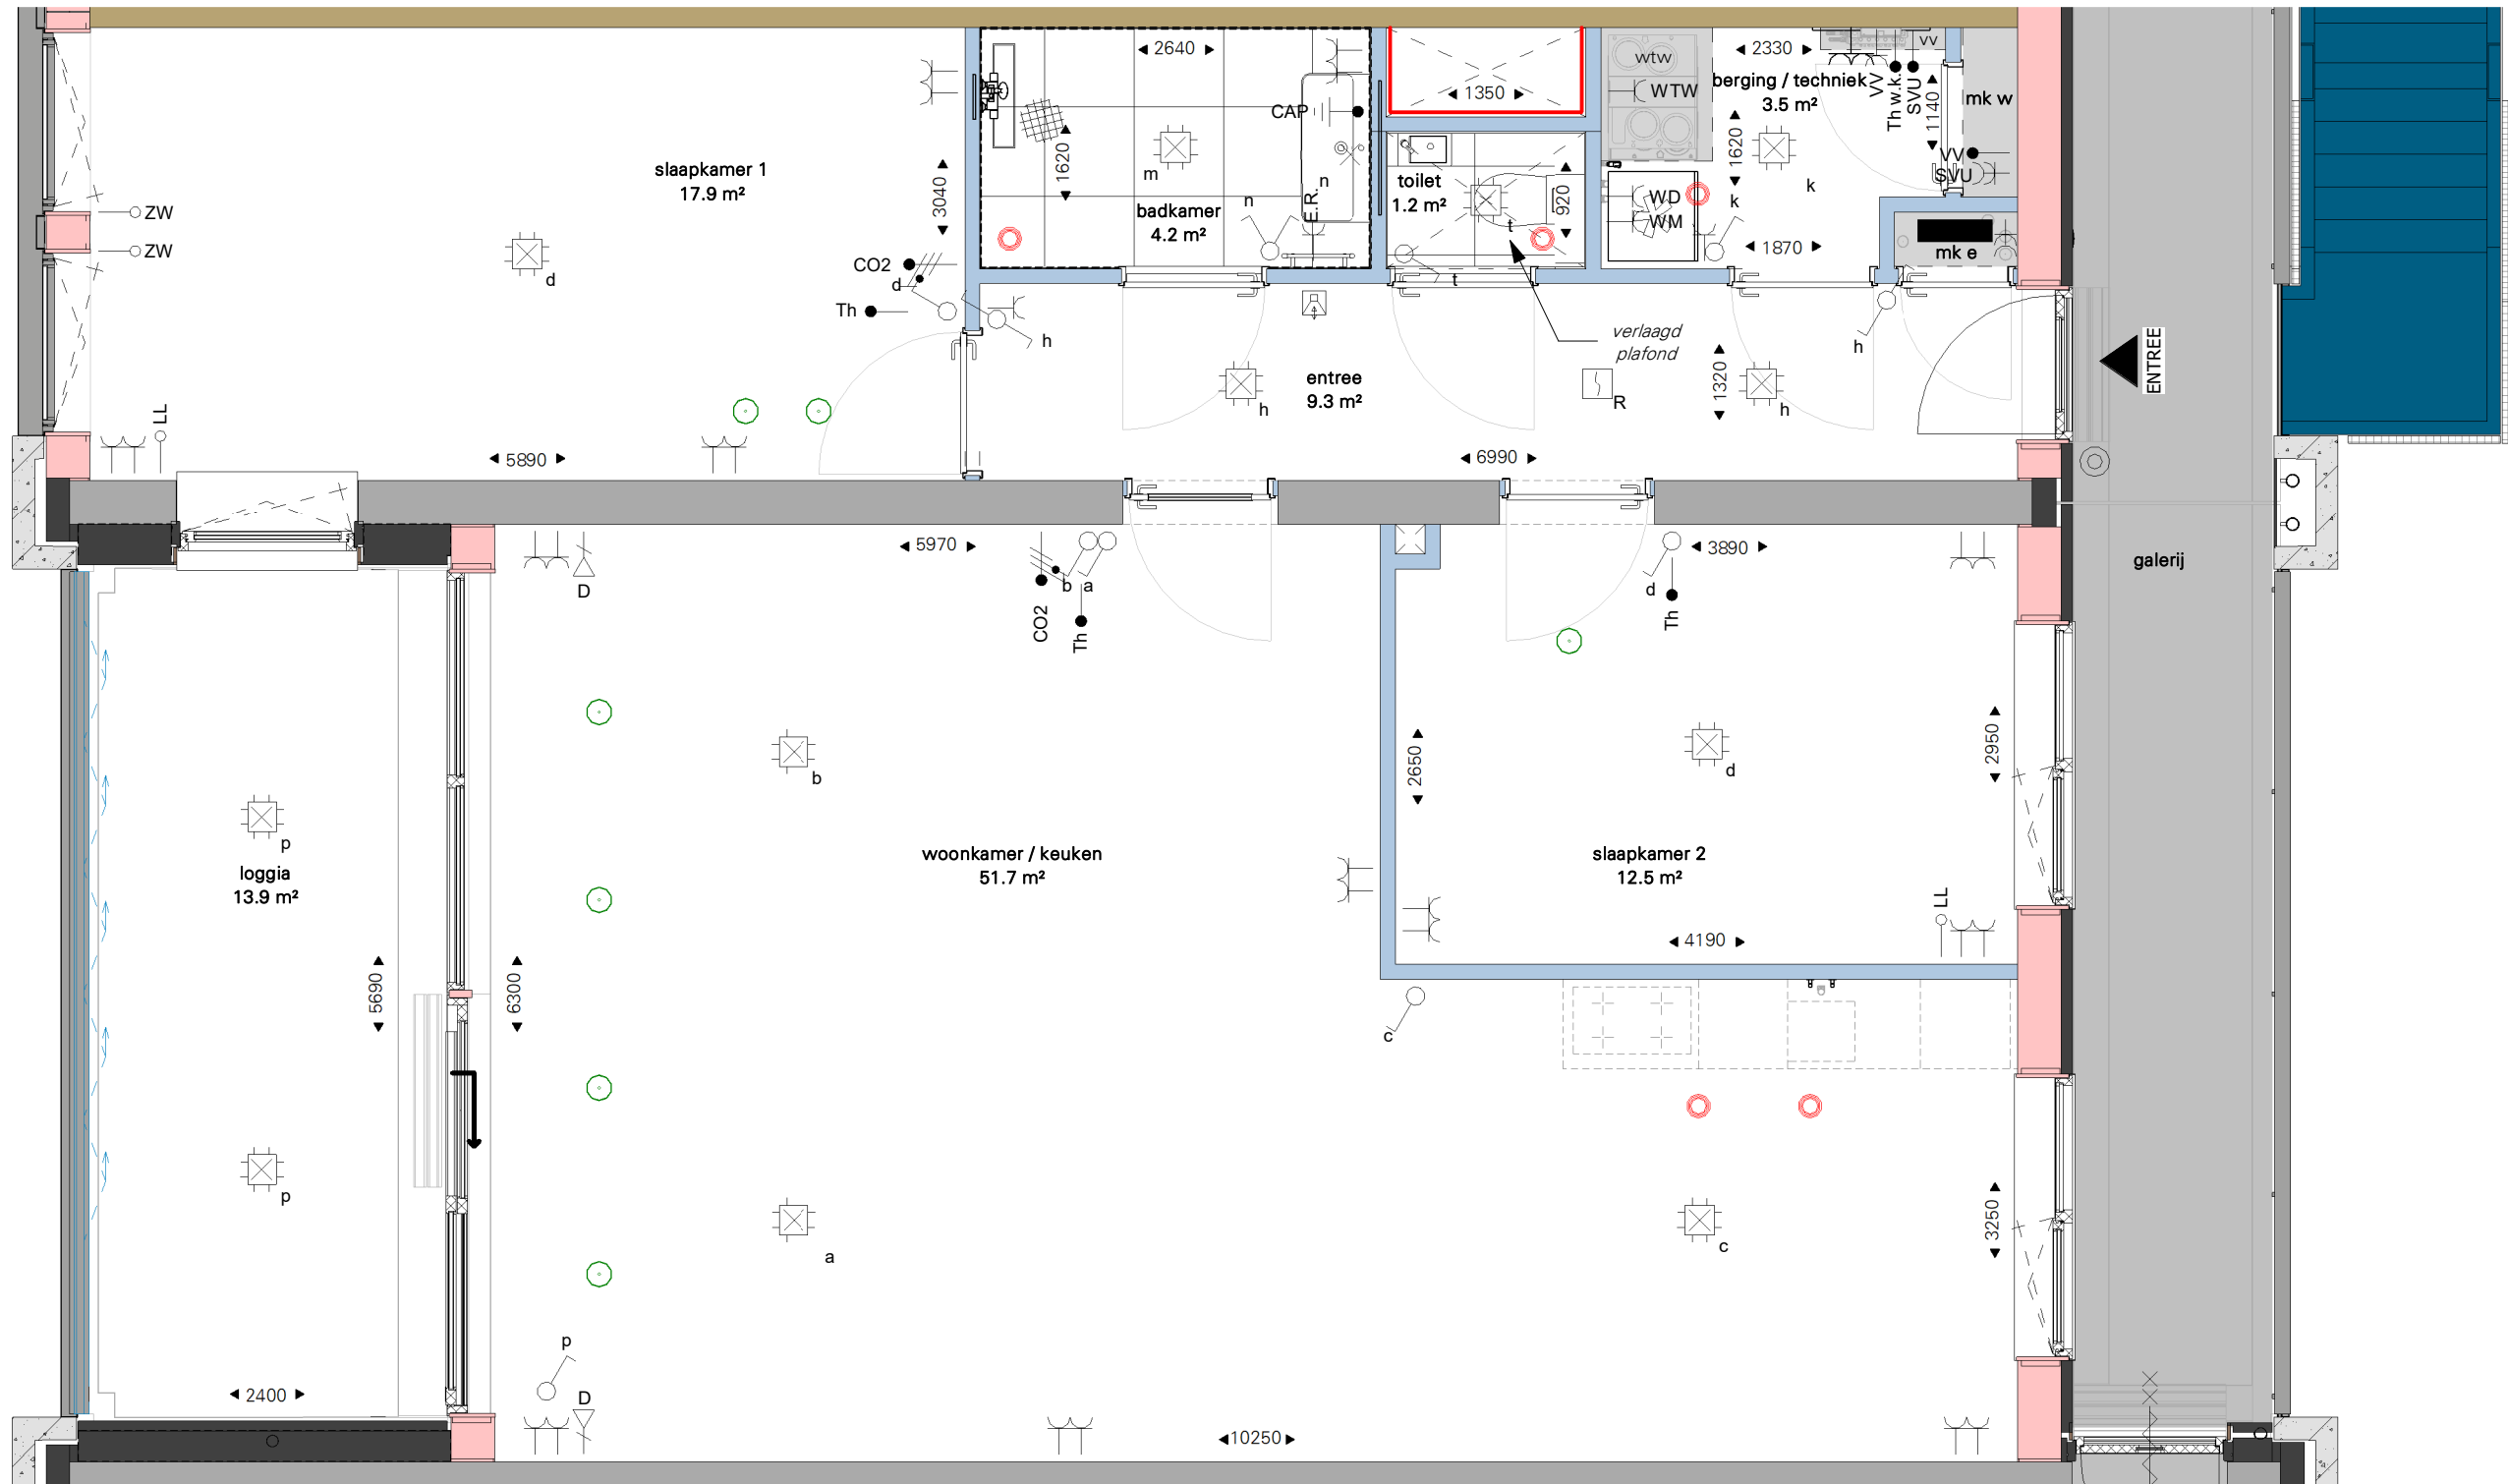 2640
wtw
2330
vv
WTW
berging / techniek
3.5 m²
VV
Th w.k.
SVU
1140
mk w
1350
CAP
1620
1620
slaapkamer 1
17.9 m²
3040
m
n
n
E.R.
toilet
1.2 m²
920
t
t
WD
WM
k
k
VV
SVU
badkamer
4.2 m²
ZW
ZW
1870
mk e
CO2
d
d
Th
h
h
verlaagd
plafond
ENTREE
entree
9.3 m²
h
1320
R
h
LL
5890
6990
5970
3890
galerij
D
b
a
CO2
Th
d
Th
b
2650
d
2950
p
loggia
13.9 m²
woonkamer / keuken
51.7 m²
slaapkamer 2
12.5 m²
LL
4190
5690
6300
c
p
a
c
3250
p
2400
D
10250